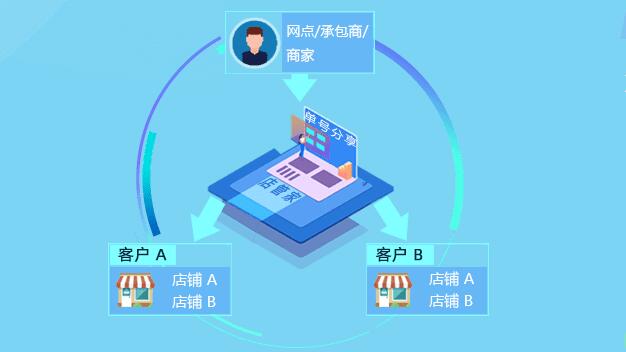 网点/承包商/
商家
单号分享
店管家
客户 A
店铺 A
店铺 B
客户 B
店铺 A
店铺 B